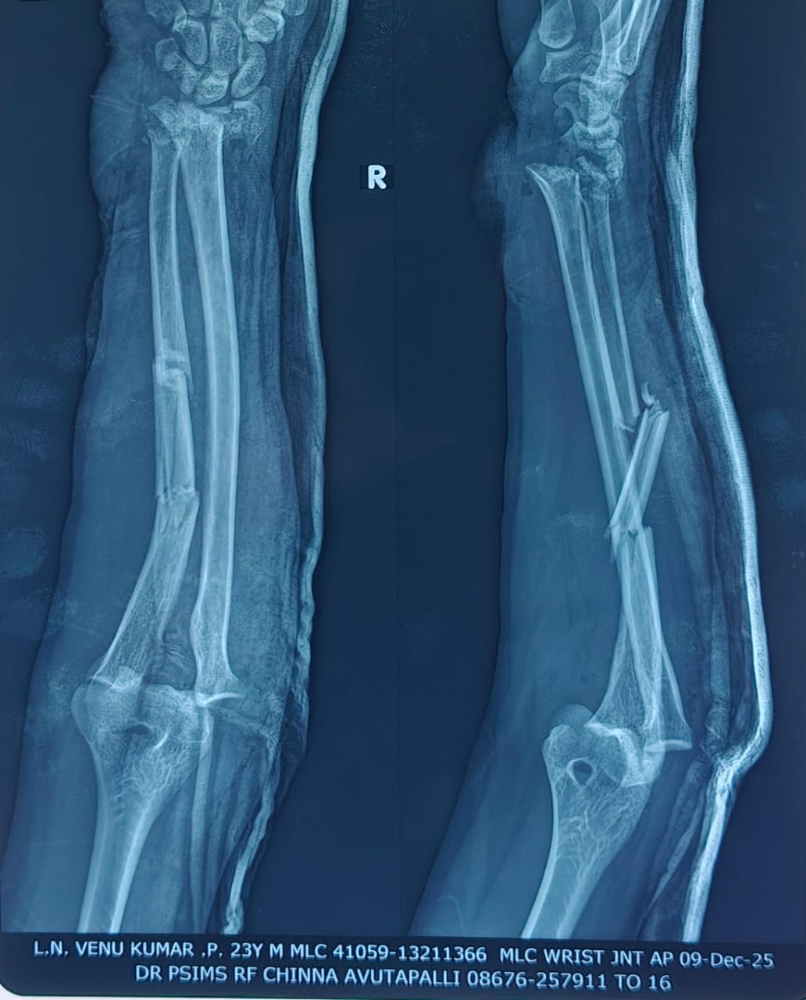 R
L.N. VENU KUMAR .P. 23Y M MLC 41059-13211366 MLC WRIST JNT AP 09-Dec-25
DR PSIMS RF CHINNA AVUTAPALLI 08676-257911 TO 16